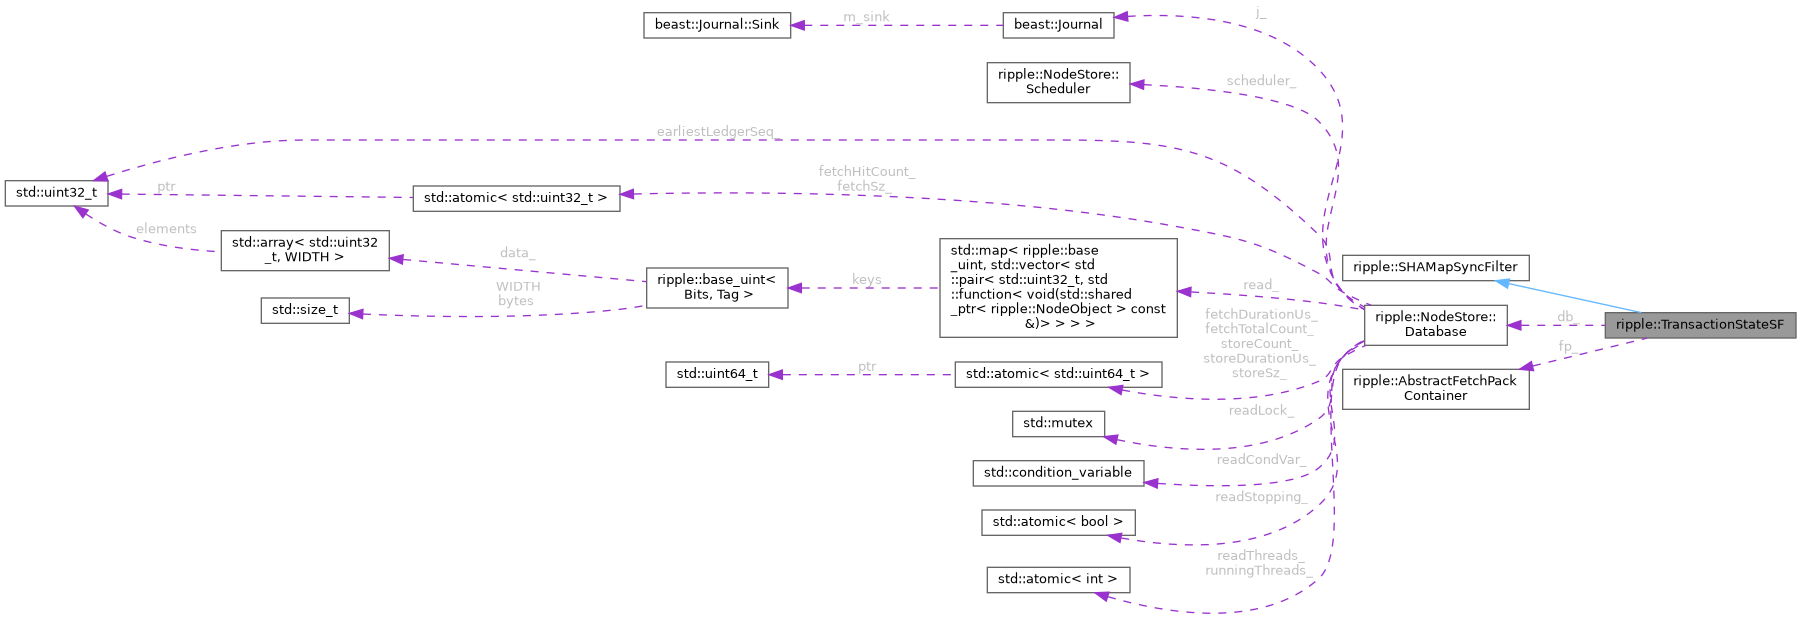 beast::Journal::Sink
m_sink
beast::Journal
j_
ripple::NodeStore::
Scheduler
scheduler_
earliestLedgerSeq_
std::uint32_t
ptr
std::atomic< std::uint32_t >
fetchHitCount_
fetchSz_
elements
std::array< std::uint32
_t, WIDTH >
data_
std::size_t
WIDTH
bytes
ripple::base_uint<
Bits, Tag >
keys
std::map< ripple::base
_uint, std::vector< std
::pair< std::uint32_t, std
::function< void(std::shared
_ptr< ripple::NodeObject > const
&)> > > >
read_
ripple::SHAMapSyncFilter
ripple::NodeStore::
Database
db_
ripple::TransactionStateSF
fp_
ripple::AbstractFetchPack
Container
fetchDurationUs_
fetchTotalCount_
storeCount_
storeDurationUs_
storeSz_
std::uint64_t
ptr
std::atomic< std::uint64_t >
readLock_
std::mutex
readCondVar_
std::condition_variable
readStopping_
std::atomic< bool >
readThreads_
runningThreads_
std::atomic< int >